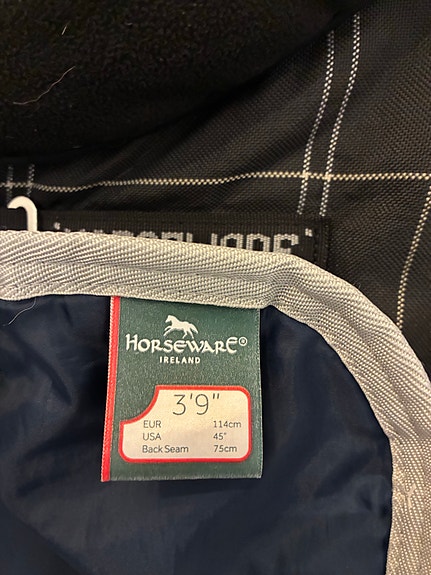 HORSEWARE®
IRELAND
3'9"
EUR 114cm
USA 45"
Back Seam 75cm